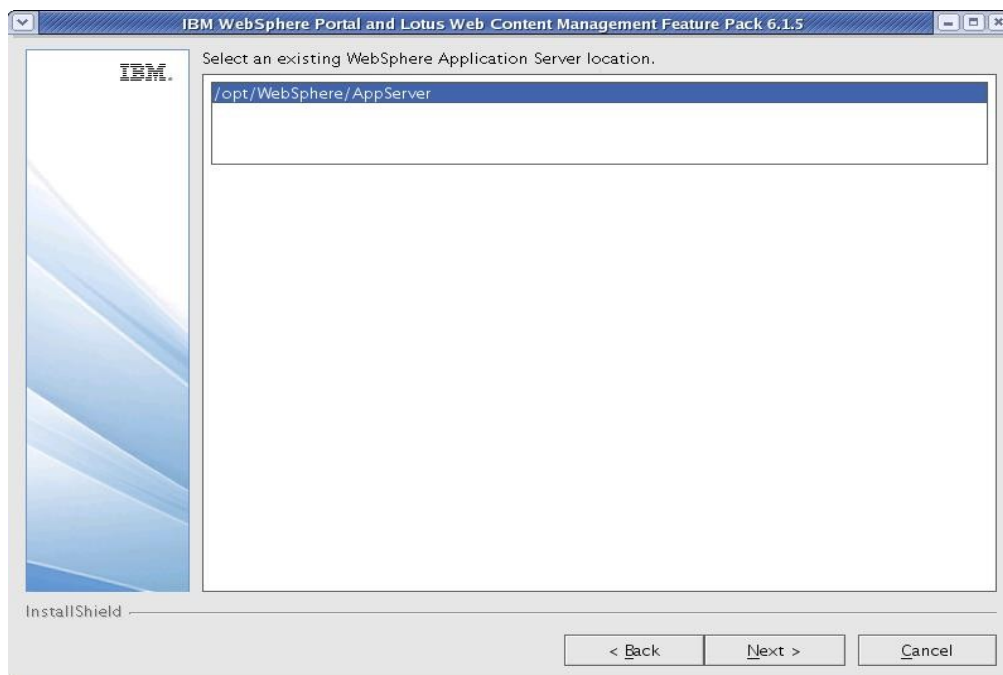 IBM WebSphere Portal and Lotus Web Content Management Feature Pack 6.1.5
IBM.
Select an existing WebSphere Application Server location.
/opt/WebSphere/AppServer
InstallShield
< Back
Next >
Cancel